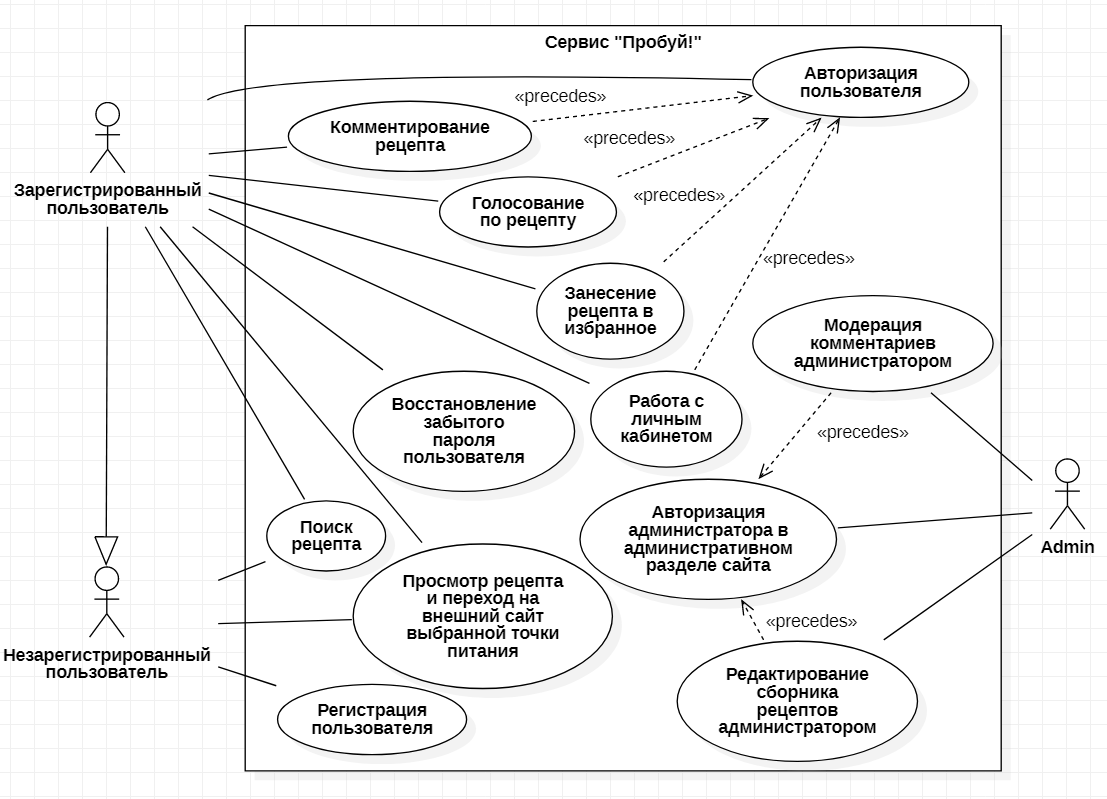 Сервис "Пробуй!"
Авторизация
пользователя
«precedes»
Комментирование
рецепта
«precedes»
Зарегистрированный
пользователь
Голосование
по рецепту
«precedes»
«precedes»
Занесение
рецепта в
избранное
Модерация
комментариев
администратором
Восстановление
забытого
пароля
пользователя
Работа с
личным
кабинетом
«precedes»
Поиск
рецепта
Авторизация
администратора в
административном
разделе сайта
Admin
Просмотр рецепта
и переход на
внешний сайт
выбранной точки
питания
«precedes»
Незарегистрированный
пользователь
Регистрация
пользователя
Редактирование
сборника
рецептов
администратором